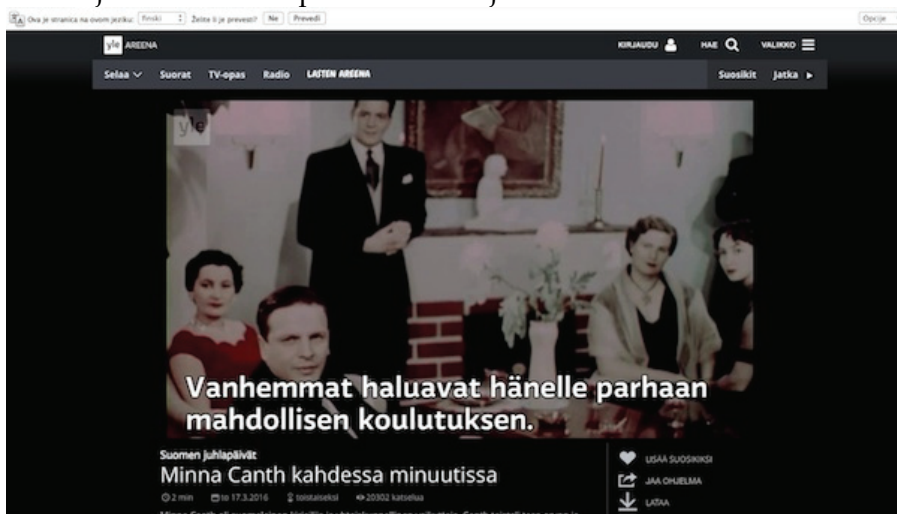 Ova je stranica na ovom jeziku: Finski Želite li je prevesti? Ne Prevedi Opcije
yle AREENA KIRJAUDU HAE VALIKKO
Selaa Suorat TV-opas Radio LASTEN AREENA Suosikit Jatka
yle
Vanhemmat haluavat hänelle parhaan
mahdollisen koulutuksen.
Suomen juhlapäivät
Minna Canth kahdessa minuutissa
2 min to 17.3.2016 toistaiseksi 20302 katselua
LISÄÄ SUOSIKIKSI
JAA OHJELMA
LATAA